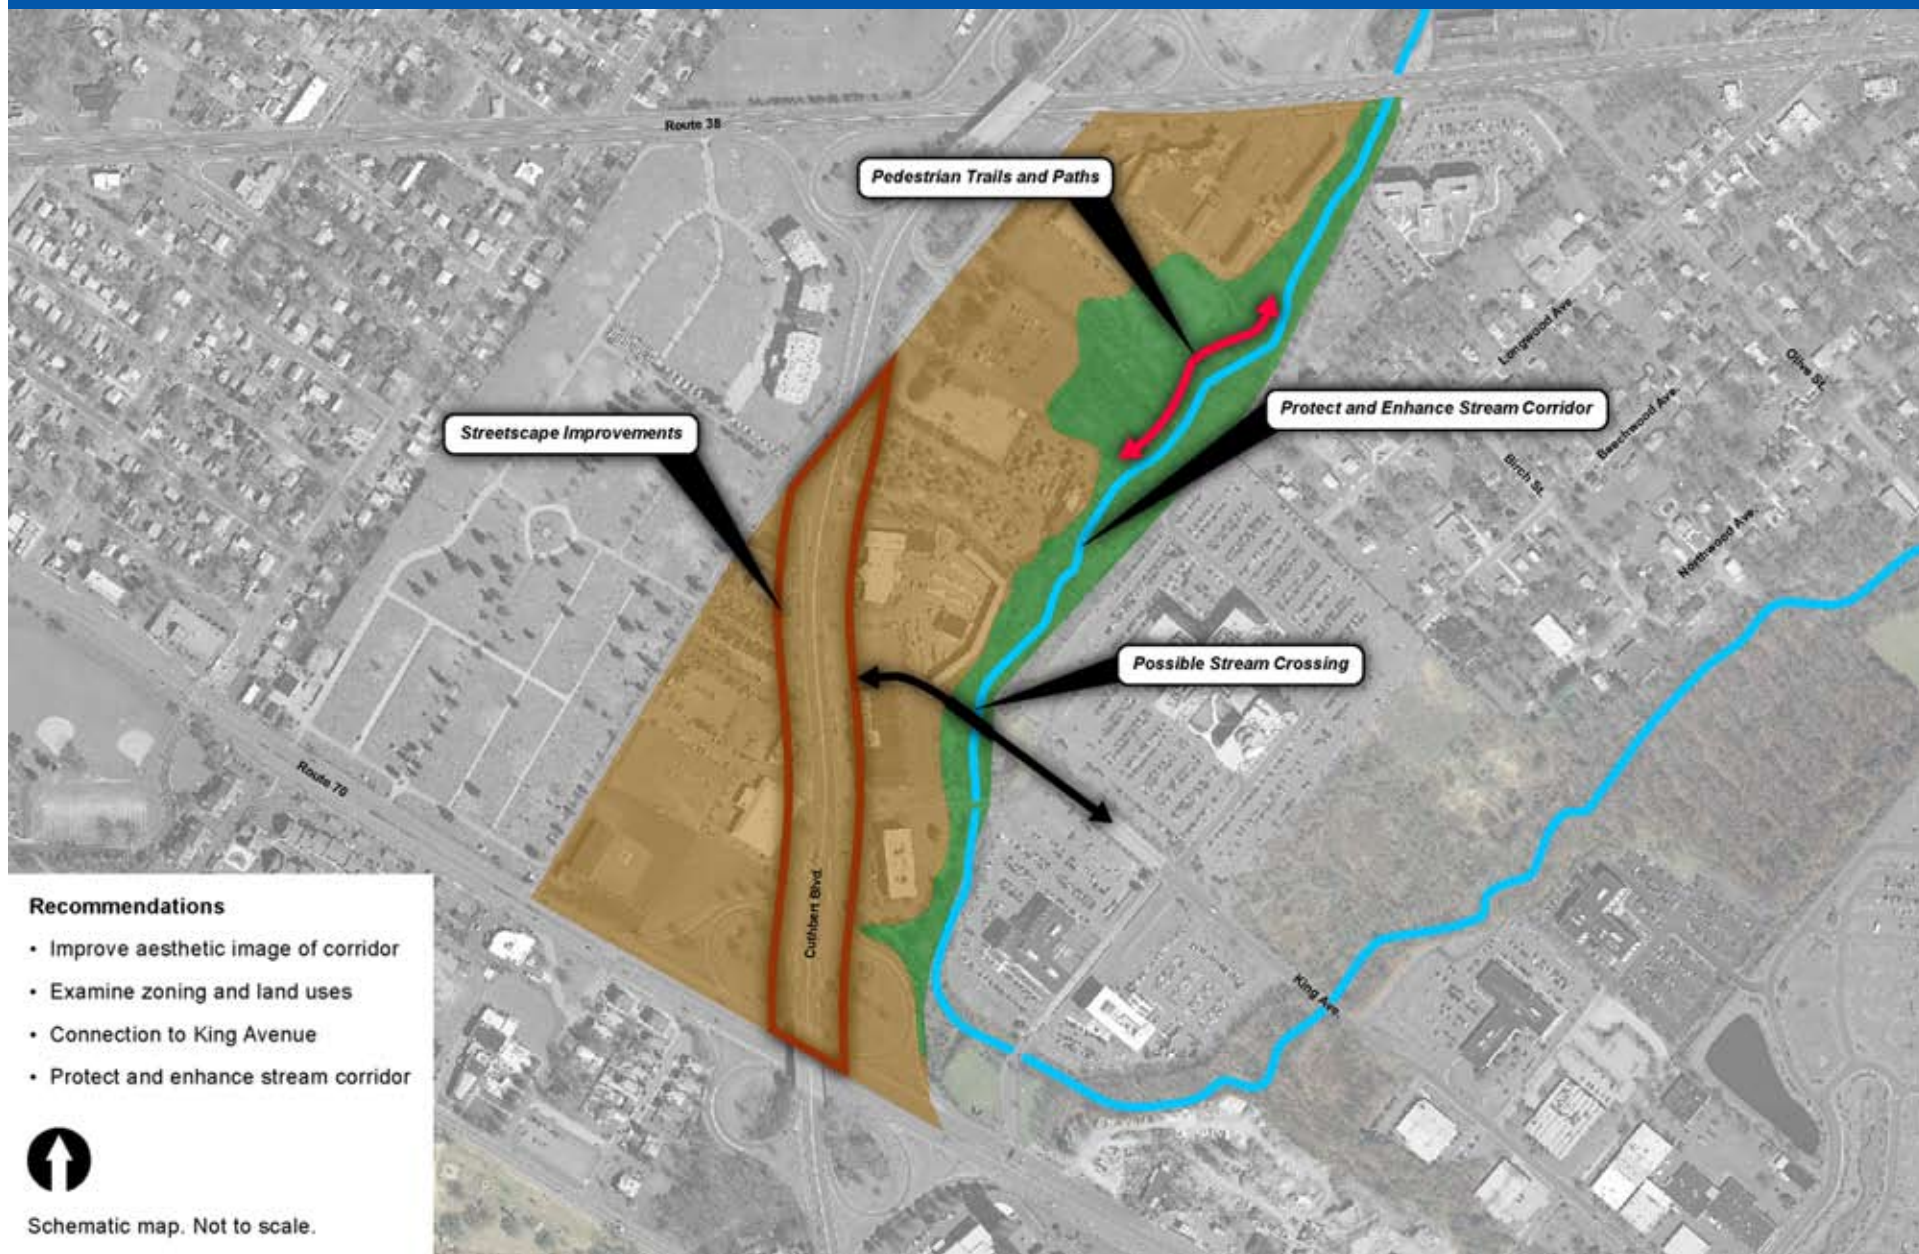 Route 38
Pedestrian Trails and Paths
Longwood Ave.
Olive St.
Protect and Enhance Stream Corridor
Beechwood Ave.
Streetscape Improvements
Birch St.
Northwood Ave.
Possible Stream Crossing
Route 70
Cuthbert Blvd.
King Ave.
Recommendations
• Improve aesthetic image of corridor
• Examine zoning and land uses
• Connection to King Avenue
• Protect and enhance stream corridor
Schematic map. Not to scale.